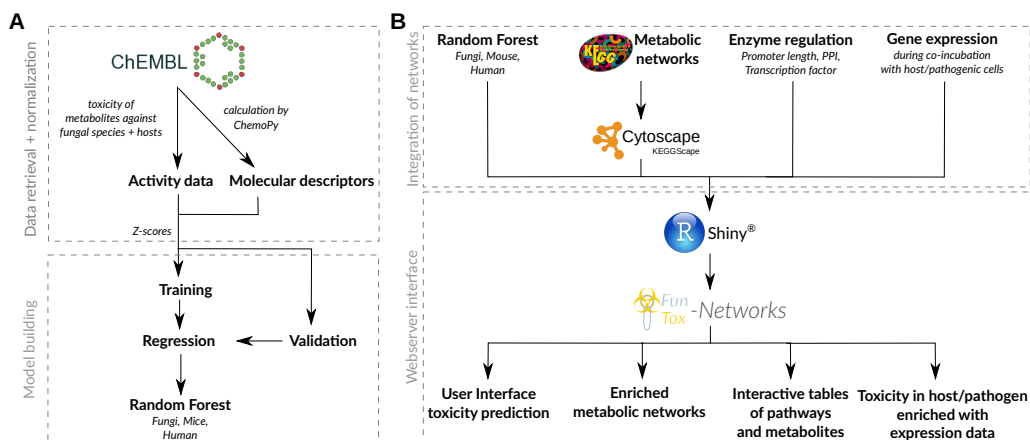 A
Data retrieval + normalization
ChEMBL
toxicity of
metabolites against
fungal species + hosts
calculation by
ChemoPy
Activity data
Molecular descriptors
Z-scores
Model building
Training
Regression
Validation
Random Forest
Fungi, Mice,
Human
B
Integration of networks
Random Forest
Fungi, Mouse,
Human
KEGG
Metabolic
networks
Enzyme regulation
Promoter length, PPI,
Transcription factor
Gene expression
during co-incubation
with host/pathogenic cells
Cytoscape
KEGGScape
Webserver interface
R
Shiny®
Fun
Tox
-Networks
User Interface
toxicity prediction
Enriched
metabolic networks
Interactive tables
of pathways
and metabolites
Toxicity in host/pathogen
enriched with
expression data